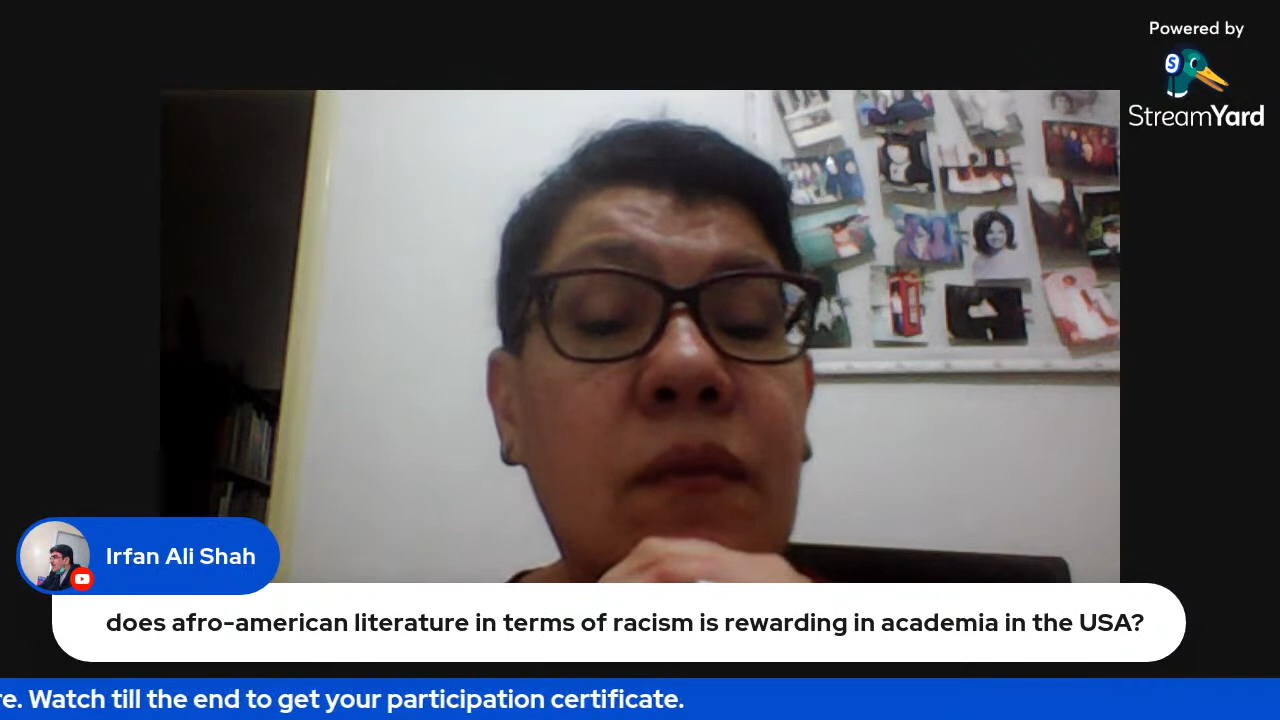 Powered by
StreamYard
Irfan Ali Shah
does afro-american literature in terms of racism is rewarding in academia in the USA?
re. Watch till the end to get your participation certificate.